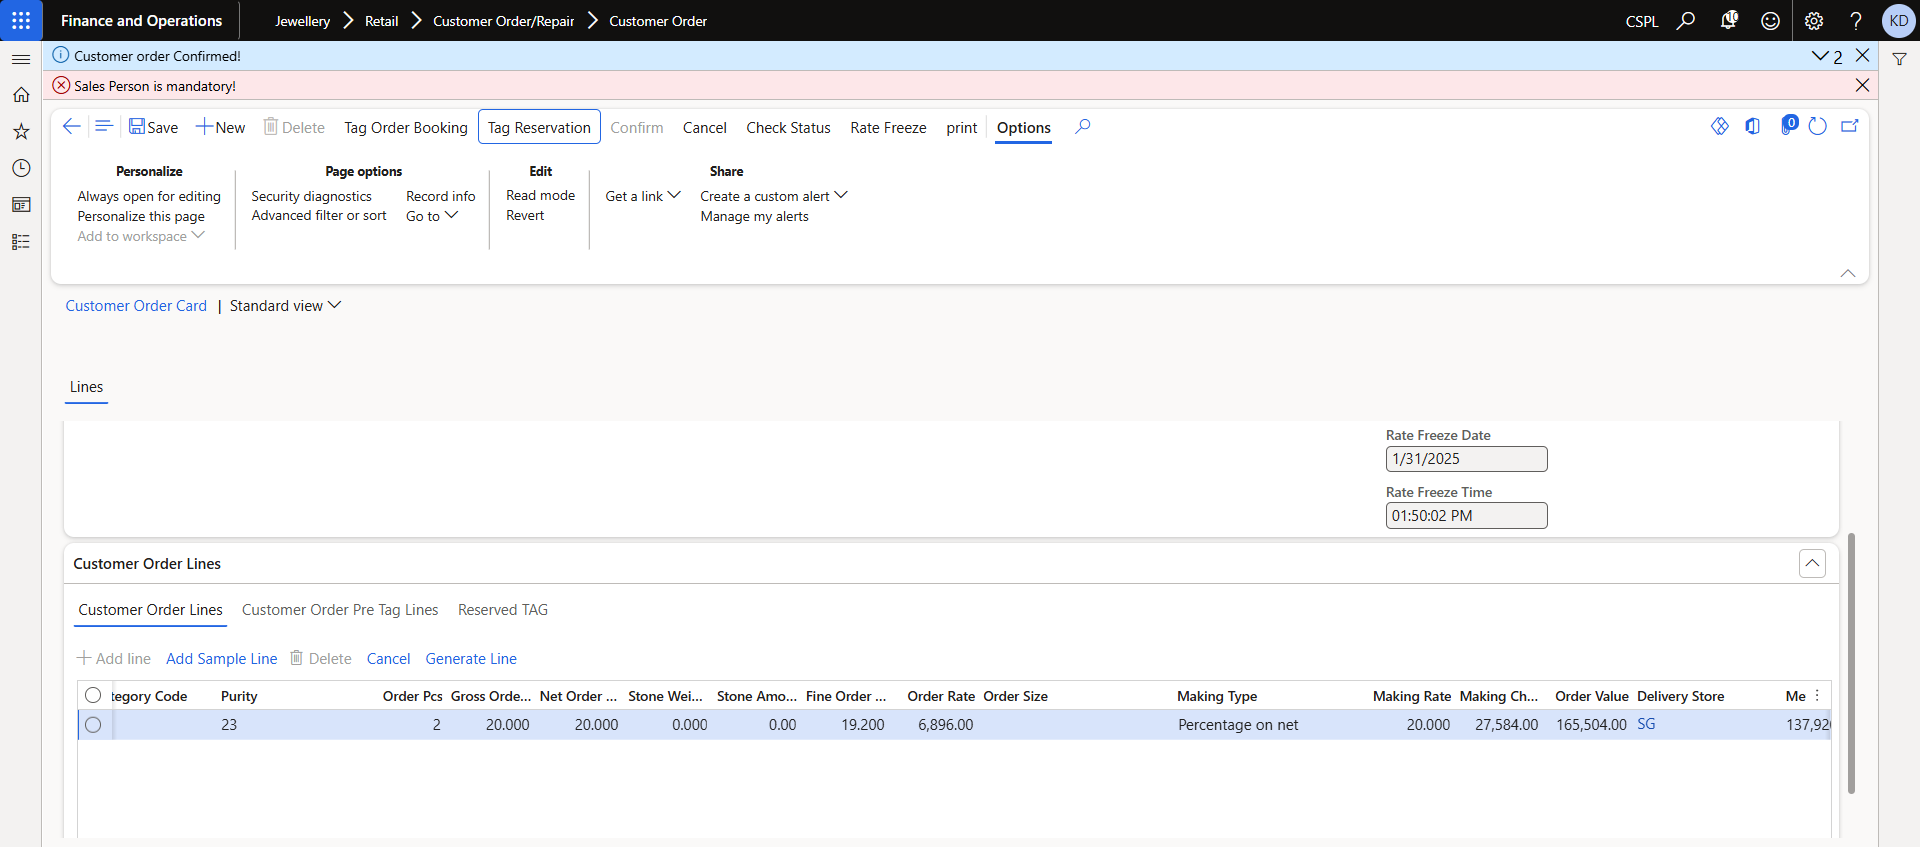 Finance and Operations
Jewellery > Retail > Customer Order/Repair > Customer Order
CSPL
KD
Customer order Confirmed!
2
Sales Person is mandatory!
Save
New
Delete
Tag Order Booking
Tag Reservation
Confirm
Cancel
Check Status
Rate Freeze
print
Options
0
Personalize
Always open for editing
Personalize this page
Add to workspace
Page options
Security diagnostics
Advanced filter or sort
Record info
Go to
Edit
Read mode
Revert
Share
Get a link
Create a custom alert
Manage my alerts
Customer Order Card | Standard view
Lines
Rate Freeze Date
1/31/2025
Rate Freeze Time
01:50:02 PM
Customer Order Lines
Customer Order Lines Customer Order Pre Tag Lines Reserved TAG
Add line Add Sample Line Delete Cancel Generate Line
tegory Code Purity Order Pcs Gross Orde... Net Order ... Stone Wei... Stone Amo... Fine Order ... Order Rate Order Size Making Type Making Rate Making Ch... Order Value Delivery Store Me
23 2 20.000 20.000 0.000 0.00 19.200 6,896.00 Percentage on net 20.000 27,584.00 165,504.00 SG 137,92